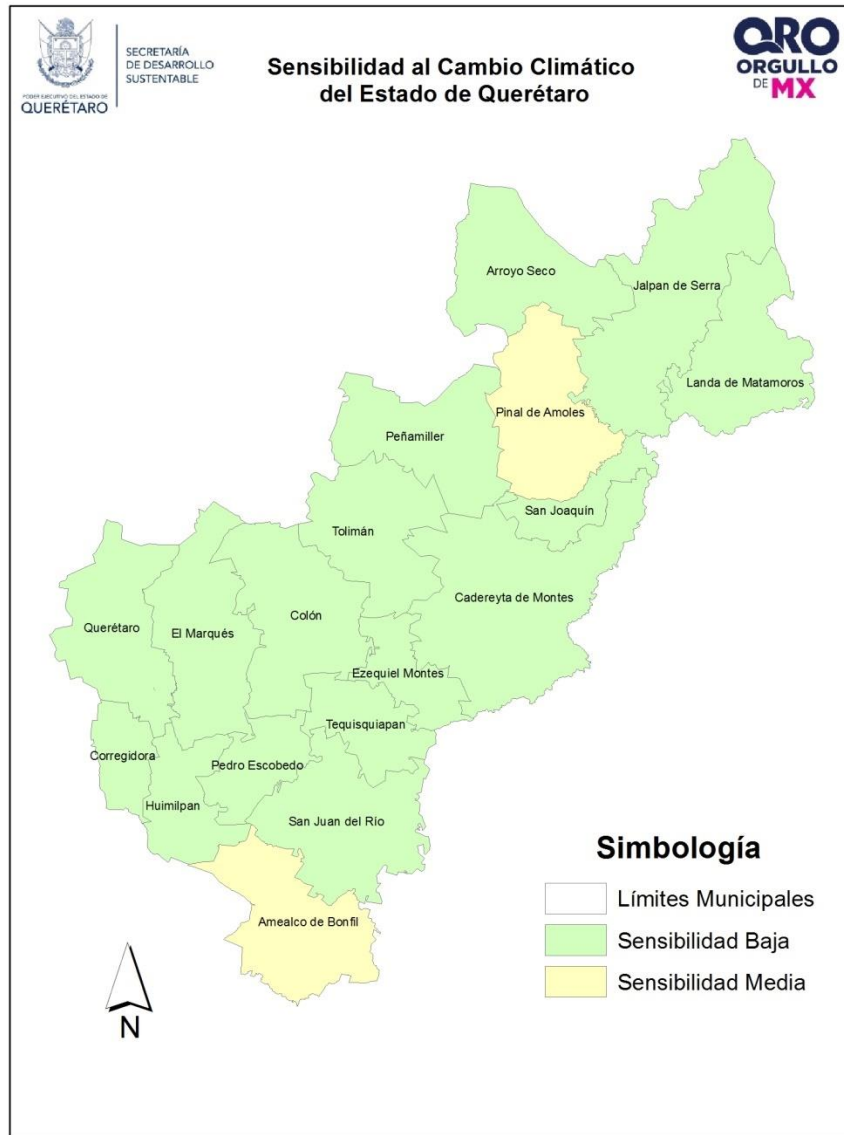 SECRETARÍA
DE DESARROLLO
SUSTENTABLE
PODER EJECUTIVO DEL ESTADO DE
QUERÉTARO
Sensibilidad al Cambio Climático
del Estado de Querétaro
QRO
ORGULLO
DE MX
Arroyo Seco
Jalpan de Serra
Landa de Matamoros
Pinal de Amoles
Peñamiller
San Joaquín
Tolimán
Cadereyta de Montes
Colón
Querétaro
El Marqués
Ezequiel Montes
Tequisquiapan
Corregidora
Pedro Escobedo
Huimilpan
San Juan del Río
Amealco de Bonfil
Simbología
Límites Municipales
Sensibilidad Baja
Sensibilidad Media
N